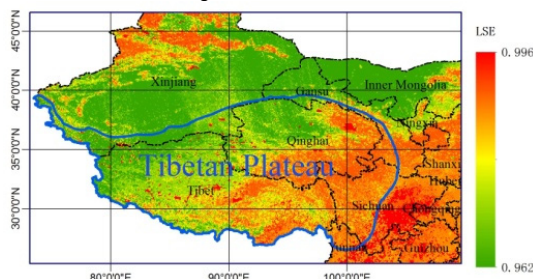 LSE
0.996
0.962
45°0'0"N
40°0'0"N
35°0'0"N
30°0'0"N
Xinjiang
Gansu
Inner Mongolia
Ningxia
Qinghai
Shanxi
Hubei
Tibetan Plateau
Tibet
Sichuan
Chongqing
Yunnan
Guizhou
80°0'0"E
90°0'0"E
100°0'0"E